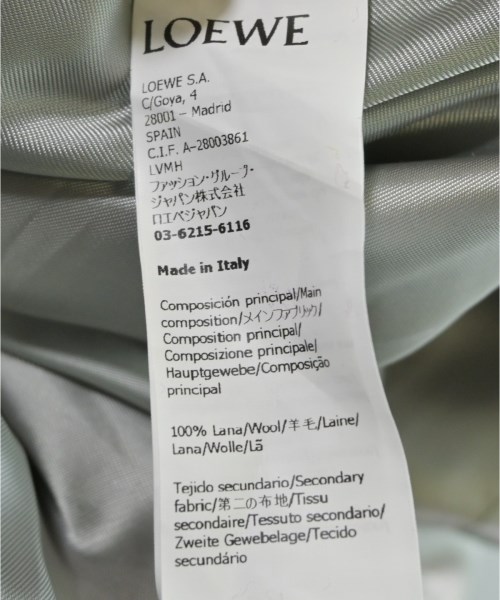 LOEWE
LOEWE S.A.
C/Goya, 4
28001 – Madrid
SPAIN
C.I.F. A-28003861
LVMH
ファッション・グループ・
ジャパン株式会社
ロエベジャパン
03-6215-6116
Made in Italy
Composición principal/Main
composition/メインファブリック/
Composition principal/
Composizione principale/
Hauptgewebe/Composição
principal
100% Lana/Wool/羊毛/Laine/
Lana/Wolle/Lã
Tejido secundario/Secondary
fabric/第二の布地/Tissu
secondaire/Tessuto secondario/
Zweite Gewebelage/Tecido
secundário